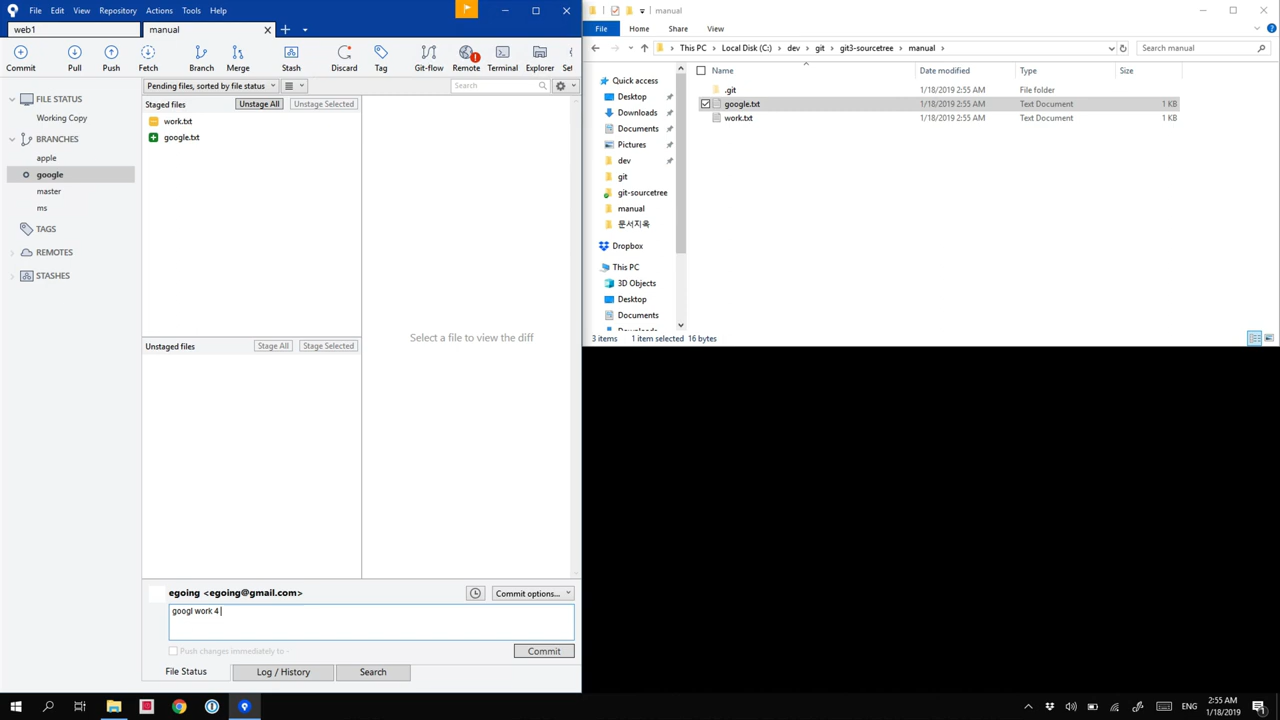 File Edit View Repository Actions Tools Help
web1
manual
Commit Pull Push Fetch Branch Merge Stash Discard Tag Git-flow Remote Terminal Explorer Set
Pending files, sorted by file status
Search
FILE STATUS
Working Copy
BRANCHES
apple
google
master
ms
TAGS
REMOTES
STASHES
Staged files Unstage All Unstage Selected
work.txt
google.txt
Unstaged files Stage All Stage Selected
Select a file to view the diff
egoing <egoing@gmail.com>
Commit options...
googl work 4
Push changes immediately to -
Commit
File Status Log / History Search
manual
File Home Share View
This PC Local Disk (C:) dev git git3-sourcetree manual
Search manual
Quick access
Desktop
Downloads
Documents
Pictures
dev
git
git-sourcetree
manual
문서지옥
Dropbox
This PC
3D Objects
Desktop
Documents
Downloads
Name Date modified Type Size
.git 1/18/2019 2:55 AM File folder
google.txt 1/18/2019 2:55 AM Text Document 1 KB
work.txt 1/18/2019 2:55 AM Text Document 1 KB
3 items 1 item selected 16 bytes
ENG
2:55 AM
1/18/2019
1